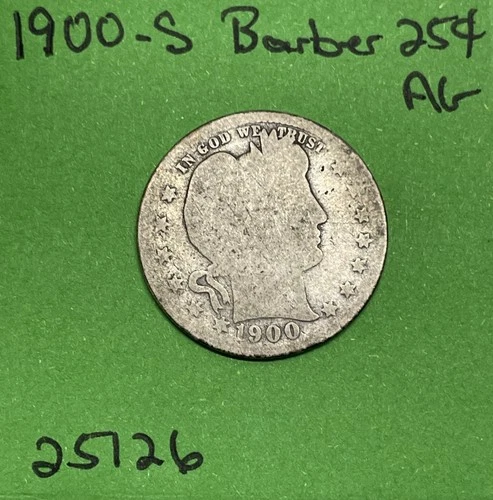 1900-S Barber 25¢
AG
IN GOD WE TRUST
1900
25126